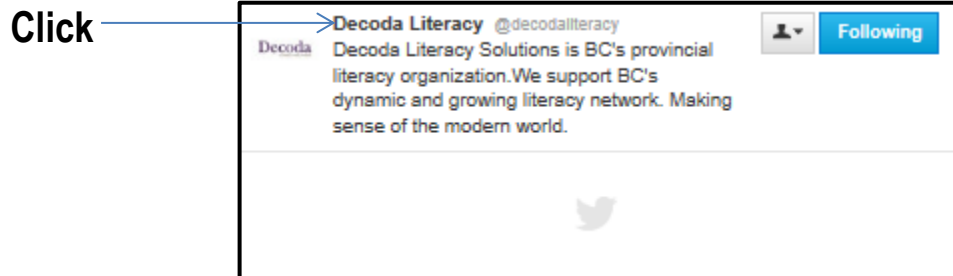 Click
Decoda Literacy @decodaliteracy
Following
Decoda
Decoda Literacy Solutions is BC's provincial
literacy organization.We support BC's
dynamic and growing literacy network. Making
sense of the modern world.